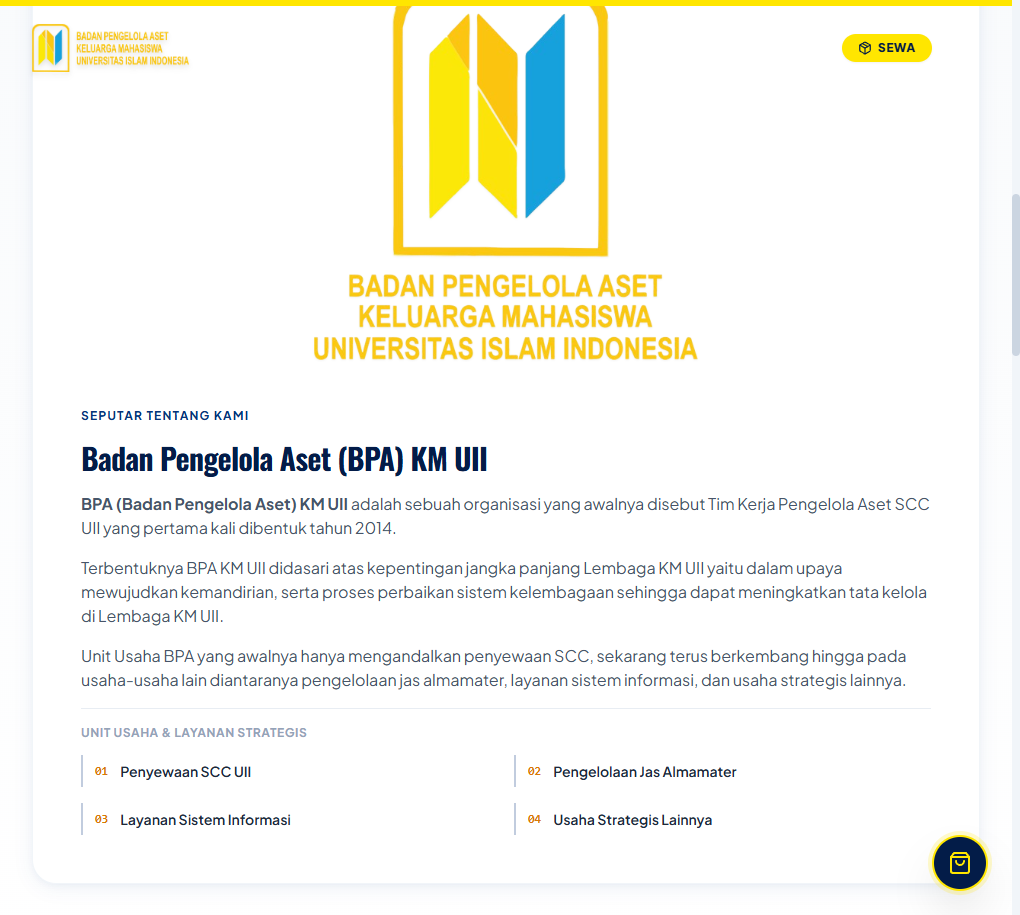 BADAN PENGELOLA ASET
KELUARGA MAHASISWA
UNIVERSITAS ISLAM INDONESIA
SEWA
BADAN PENGELOLA ASET
KELUARGA MAHASISWA
UNIVERSITAS ISLAM INDONESIA
SEPUTAR TENTANG KAMI
Badan Pengelola Aset (BPA) KM UII
BPA (Badan Pengelola Aset) KM UII adalah sebuah organisasi yang awalnya disebut Tim Kerja Pengelola Aset SCC
UII yang pertama kali dibentuk tahun 2014.
Terbentuknya BPA KM UII didasari atas kepentingan jangka panjang Lembaga KM UII yaitu dalam upaya
mewujudkan kemandirian, serta proses perbaikan sistem kelembagaan sehingga dapat meningkatkan tata kelola
di Lembaga KM UII.
Unit Usaha BPA yang awalnya hanya mengandalkan penyewaan SCC, sekarang terus berkembang hingga pada
usaha-usaha lain diantaranya pengelolaan jas almamater, layanan sistem informasi, dan usaha strategis lainnya.
UNIT USAHA & LAYANAN STRATEGIS
01 Penyewaan SCC UII
02 Pengelolaan Jas Almamater
03 Layanan Sistem Informasi
04 Usaha Strategis Lainnya